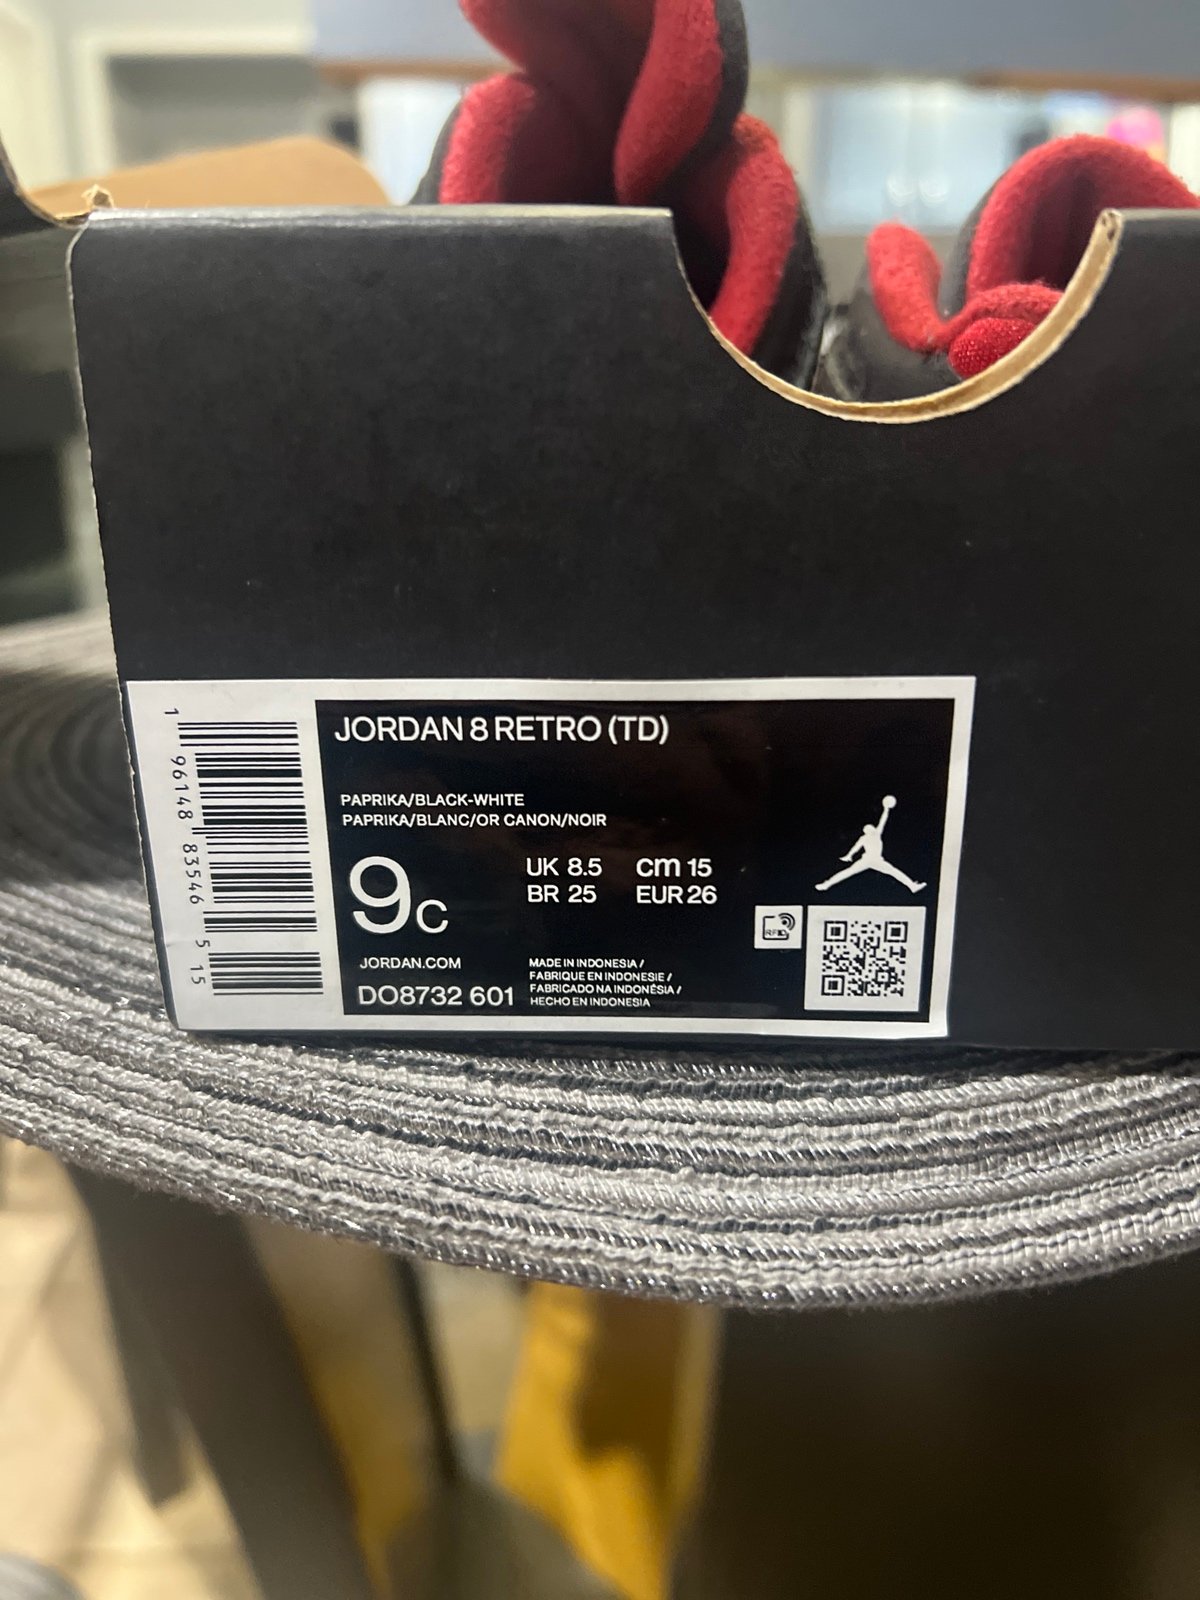 JORDAN 8 RETRO (TD)
PAPRIKA/BLACK-WHITE
PAPRIKA/BLANC/OR CANON/NOIR
9C
UK 8.5 cm 15
BR 25 EUR 26
JORDAN.COM
DO8732 601
MADE IN INDONESIA /
FABRIQUE EN INDONESIE /
FABRICADO NA INDONÉSIA /
HECHO EN INDONESIA
RFID
1 96148 83546 5 15